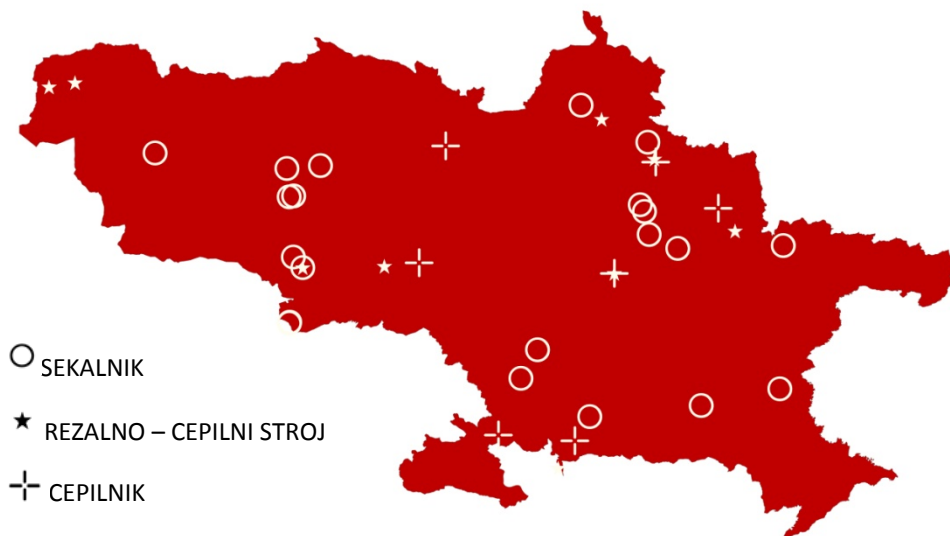 SEKALNIK
REZALNO – CEPILNI STROJ
CEPILNIK